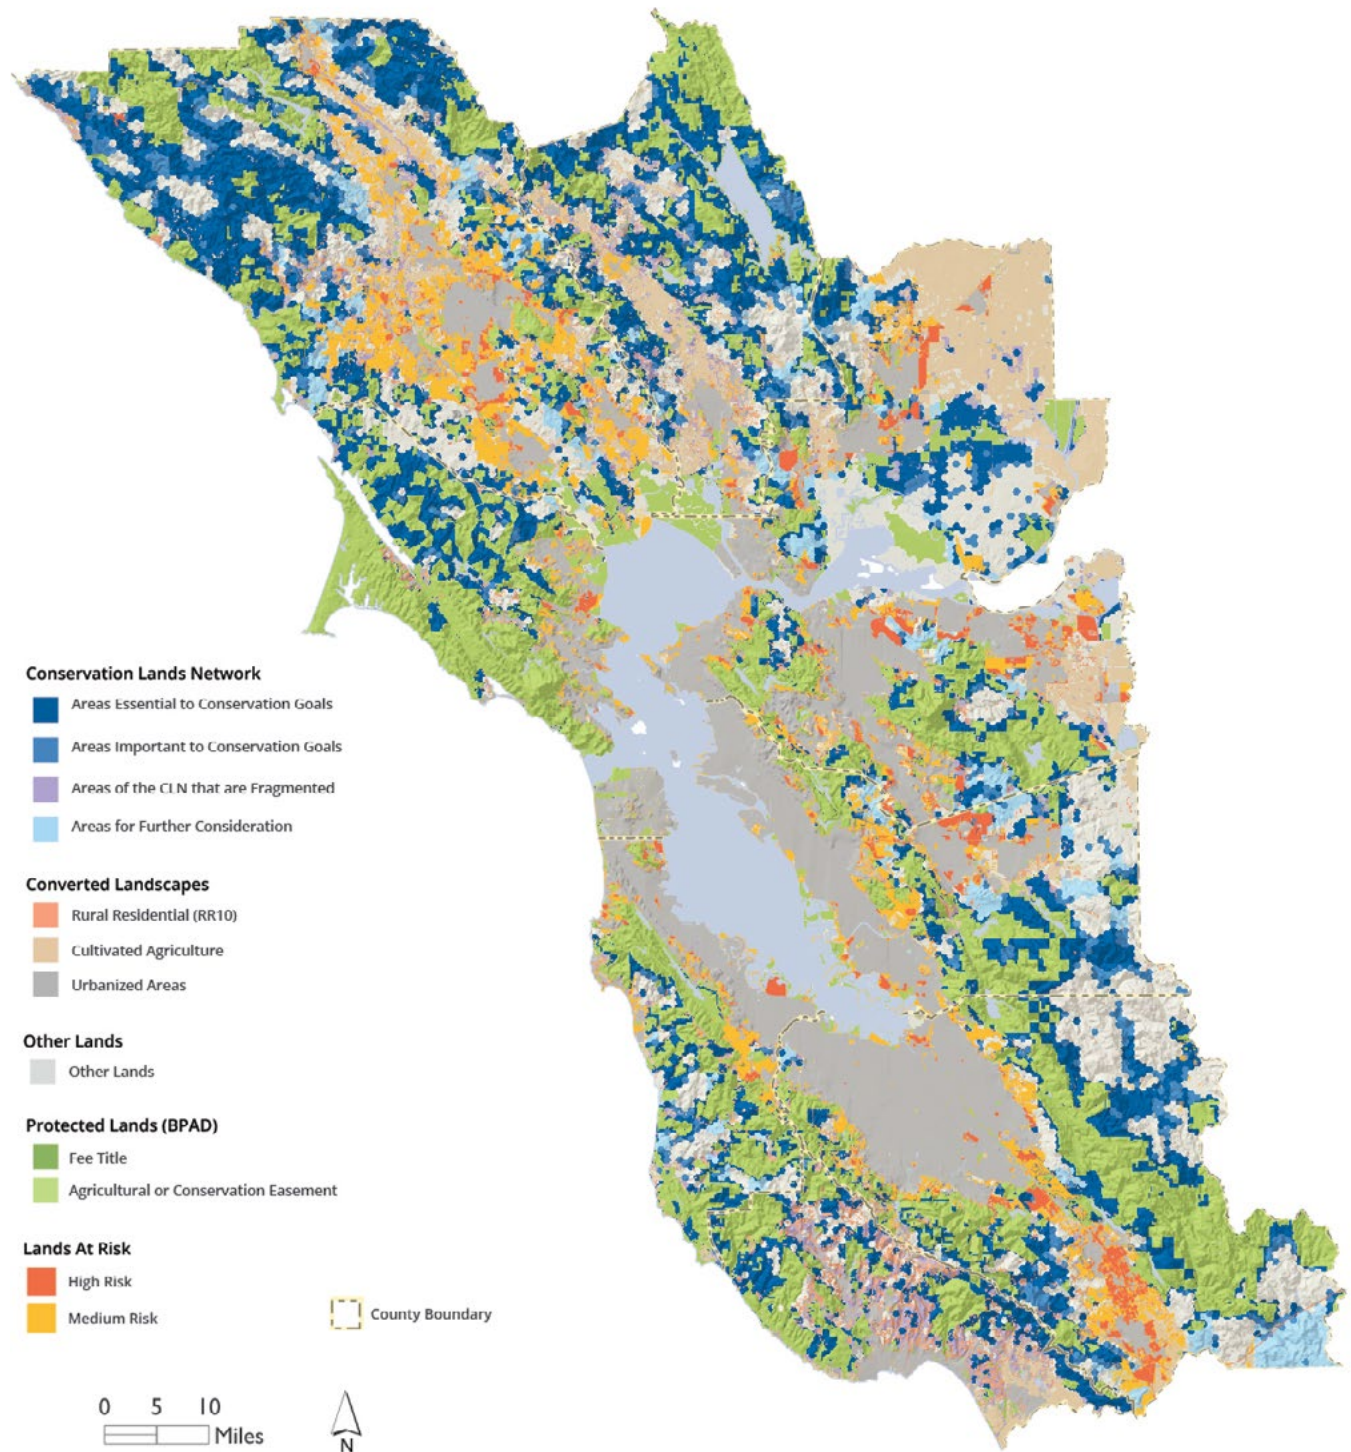 Conservation Lands Network
Areas Essential to Conservation Goals
Areas Important to Conservation Goals
Areas of the CLN that are Fragmented
Areas for Further Consideration
Converted Landscapes
Rural Residential (RR10)
Cultivated Agriculture
Urbanized Areas
Other Lands
Other Lands
Protected Lands (BPAD)
Fee Title
Agricultural or Conservation Easement
Lands At Risk
High Risk
Medium Risk
County Boundary
0 5 10
Miles
N